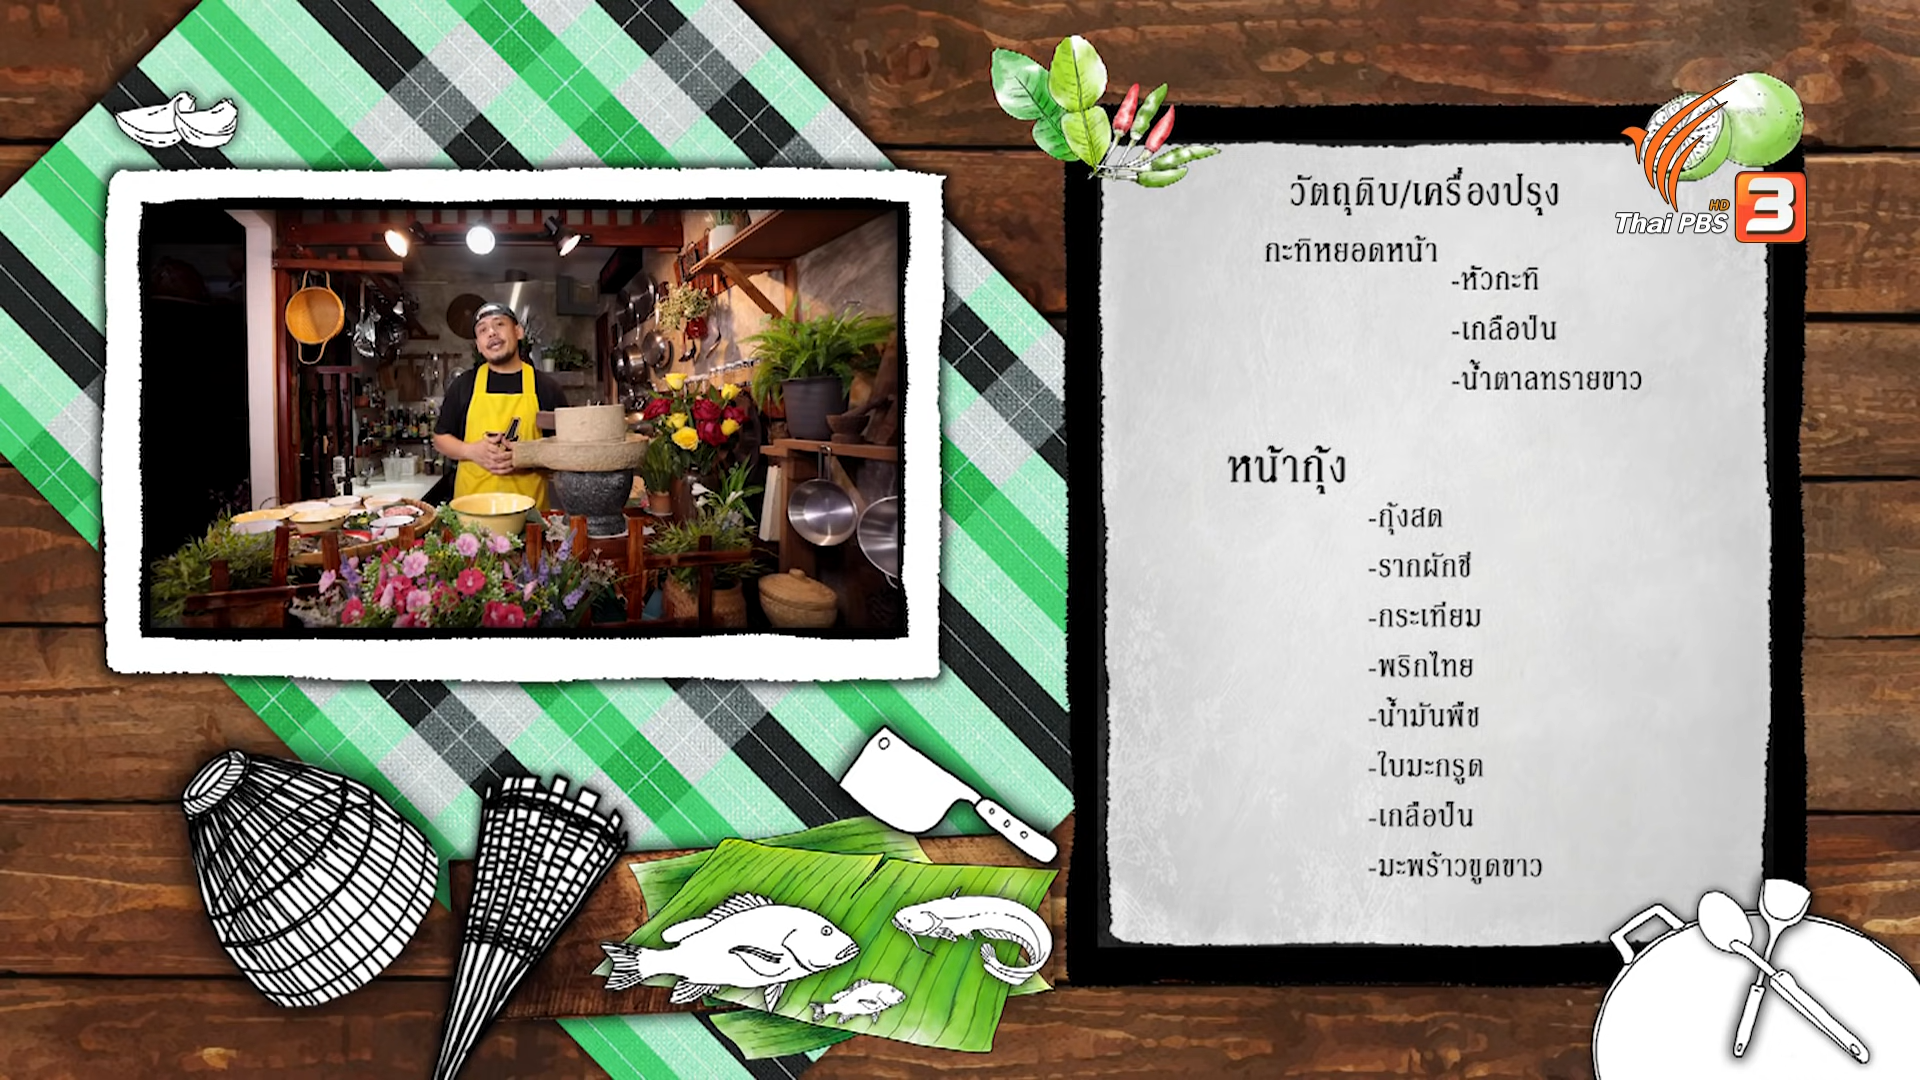 วัตถุดิบ/เครื่องปรุง
กะทิหยอดหน้า
-หัวกะทิ
-เกลือป่น
-น้ำตาลทรายขาว
หน้ากุ้ง
-กุ้งสด
-รากผักชี
-กระเทียม
-พริกไทย
-น้ำมันพืช
-ใบมะกรูด
-เกลือป่น
-มะพร้าวขูดขาว
HD
Thai PBS 3